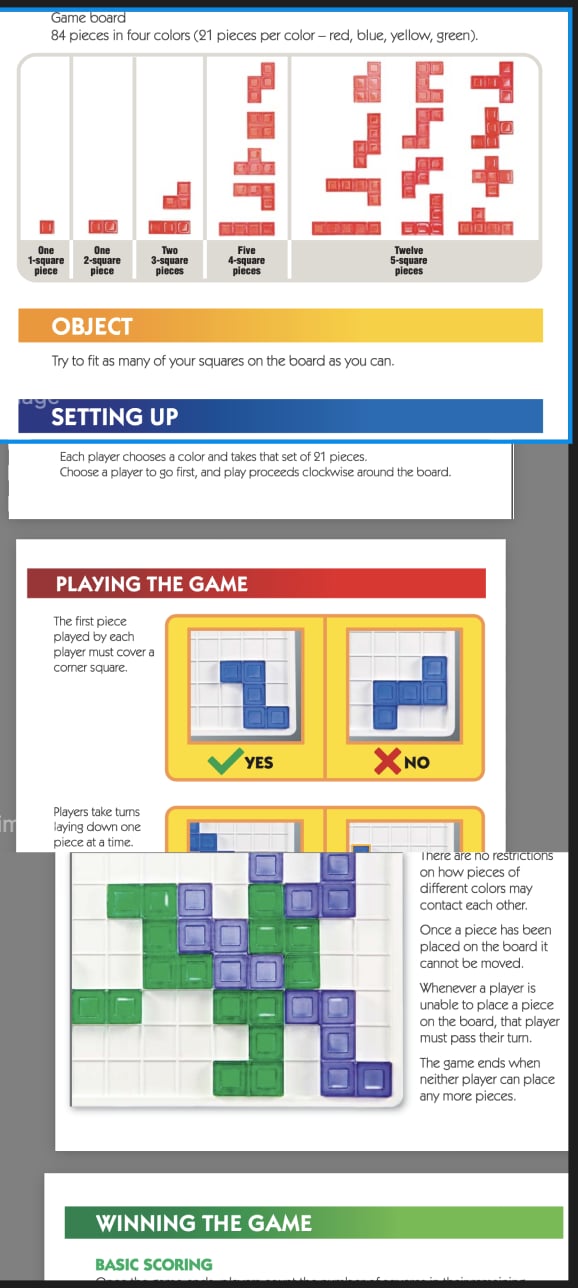 Game board
84 pieces in four colors (21 pieces per color – red, blue, yellow, green).
One
1-square
piece
One
2-square
piece
Two
3-square
pieces
Five
4-square
pieces
Twelve
5-square
pieces
OBJECT
Try to fit as many of your squares on the board as you can.
SETTING UP
Each player chooses a color and takes that set of 21 pieces.
Choose a player to go first, and play proceeds clockwise around the board.
PLAYING THE GAME
The first piece
played by each
player must cover a
corner square.
YES
NO
Players take turns
laying down one
piece at a time.
There are no restrictions
on how pieces of
different colors may
contact each other.
Once a piece has been
placed on the board it
cannot be moved.
Whenever a player is
unable to place a piece
on the board, that player
must pass their turn.
The game ends when
neither player can place
any more pieces.
WINNING THE GAME
BASIC SCORING